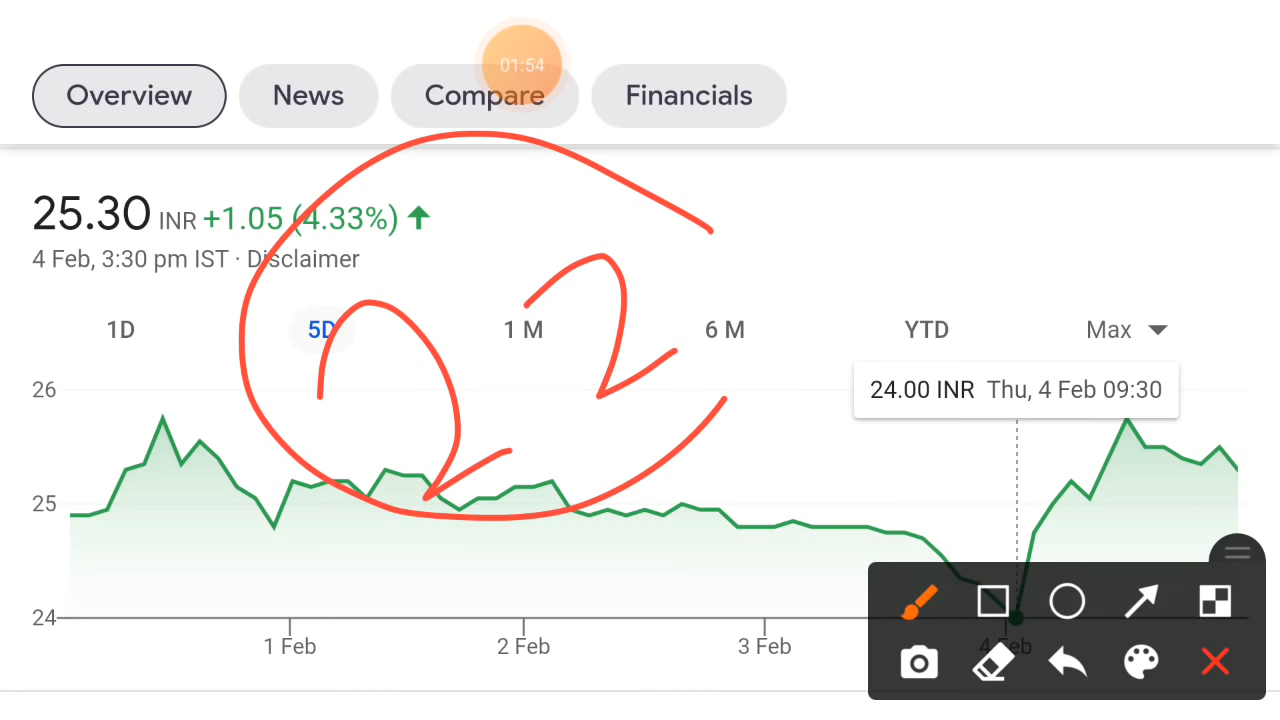 01:54
Overview News Compare Financials
25.30 INR +1.05 (4.33%)
4 Feb, 3:30 pm IST · Disclaimer
1D 5D 1 M 6 M YTD Max
24.00 INR Thu, 4 Feb 09:30
26
25
24
1 Feb 2 Feb 3 Feb 4 Feb
22